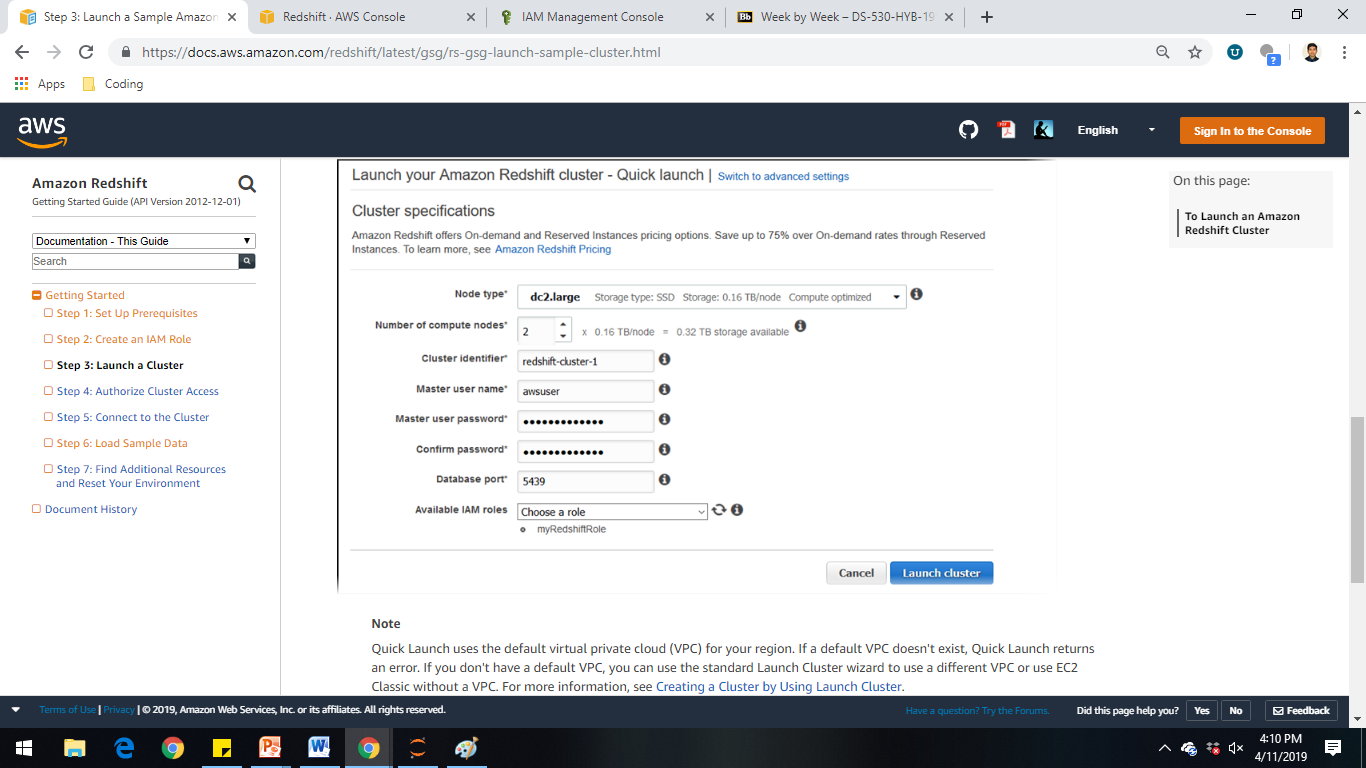 Step 3: Launch a Sample Amazon
Redshift · AWS Console
IAM Management Console
Bb Week by Week – DS-530-HYB-19
https://docs.aws.amazon.com/redshift/latest/gsg/rs-gsg-launch-sample-cluster.html
Apps
Coding
aws
English
Sign In to the Console
Amazon Redshift
Getting Started Guide (API Version 2012-12-01)
Documentation - This Guide
Search
Getting Started
Step 1: Set Up Prerequisites
Step 2: Create an IAM Role
Step 3: Launch a Cluster
Step 4: Authorize Cluster Access
Step 5: Connect to the Cluster
Step 6: Load Sample Data
Step 7: Find Additional Resources
and Reset Your Environment
Document History
Launch your Amazon Redshift cluster - Quick launch | Switch to advanced settings
Cluster specifications
Amazon Redshift offers On-demand and Reserved Instances pricing options. Save up to 75% over On-demand rates through Reserved
Instances. To learn more, see Amazon Redshift Pricing
Node type* dc2.large Storage type: SSD Storage: 0.16 TB/node Compute optimized
Number of compute nodes* 2 x 0.16 TB/node = 0.32 TB storage available
Cluster identifier* redshift-cluster-1
Master user name* awsuser
Master user password* •••••••••••••
Confirm password* •••••••••••••
Database port* 5439
Available IAM roles Choose a role
myRedshiftRole
Cancel
Launch cluster
Note
Quick Launch uses the default virtual private cloud (VPC) for your region. If a default VPC doesn't exist, Quick Launch returns
an error. If you don't have a default VPC, you can use the standard Launch Cluster wizard to use a different VPC or use EC2
Classic without a VPC. For more information, see Creating a Cluster by Using Launch Cluster.
On this page:
To Launch an Amazon
Redshift Cluster
Terms of Use | Privacy | © 2019, Amazon Web Services, Inc. or its affiliates. All rights reserved.
Have a question? Try the Forums.
Did this page help you?
Yes
No
Feedback
4:10 PM
4/11/2019